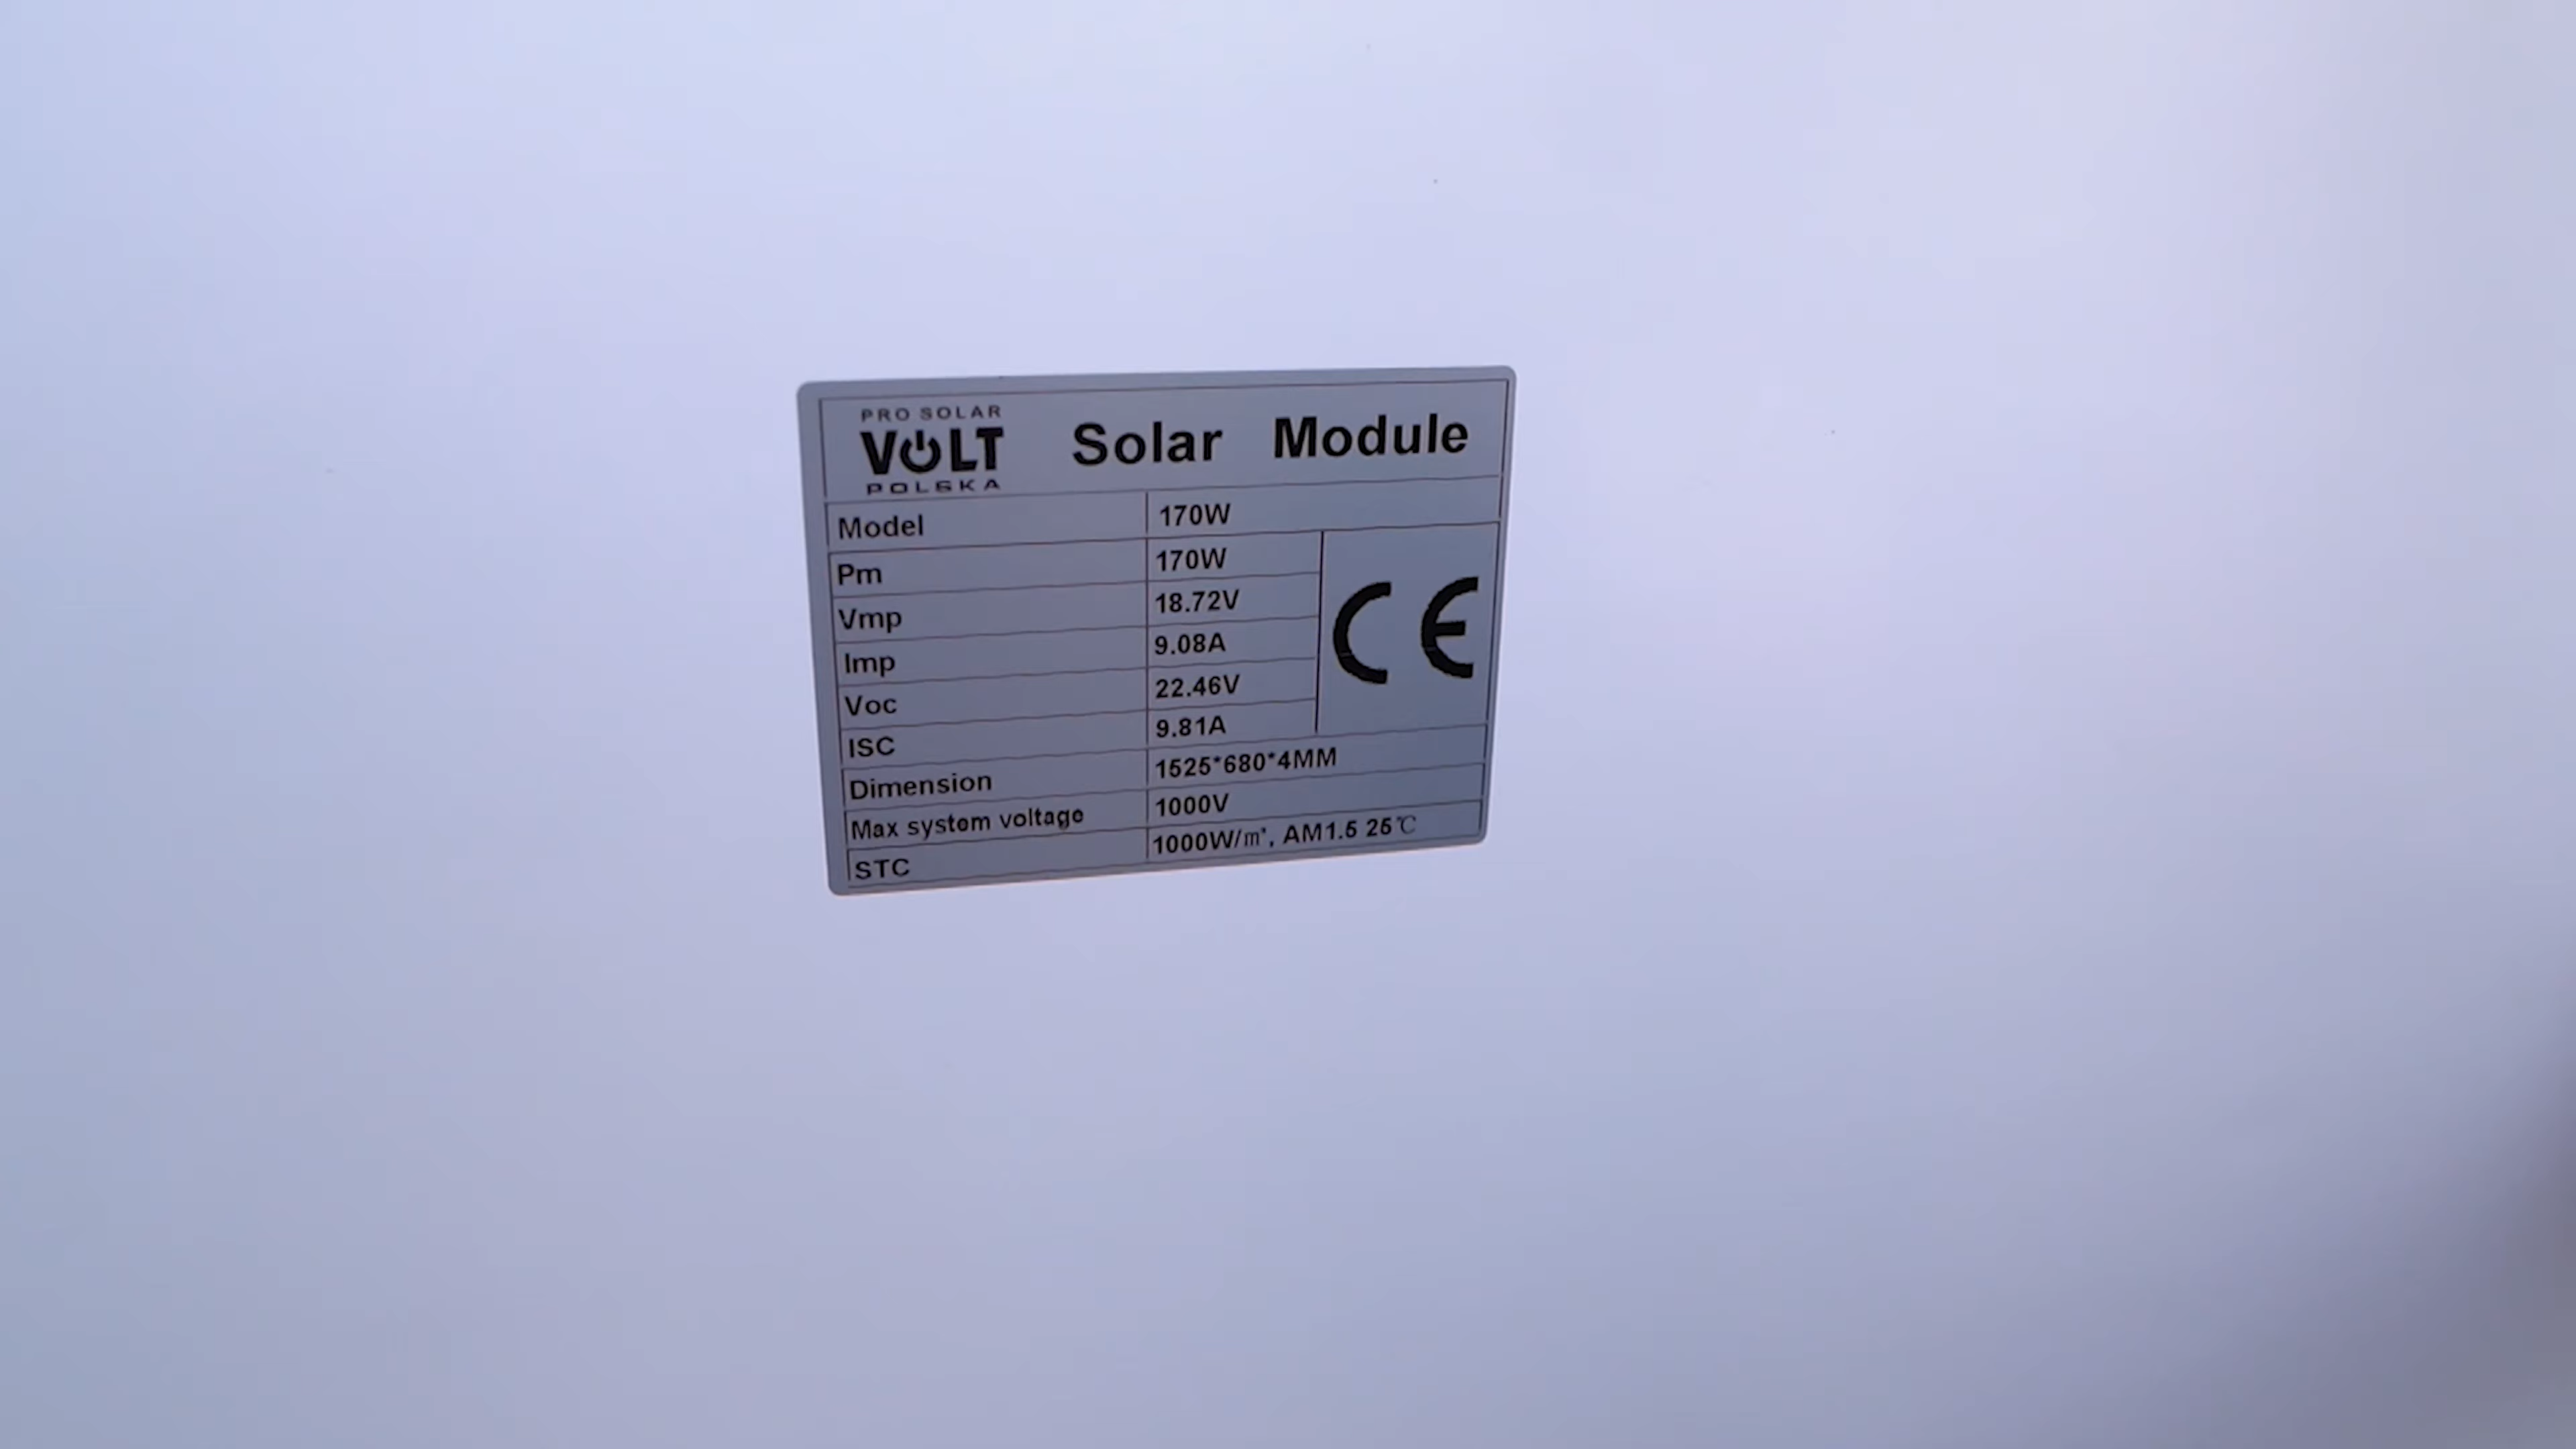 PRO SOLAR
VOLT
POLSKA
Solar Module
Model 170W
Pm 170W
Vmp 18.72V
Imp 9.08A
Voc 22.46V
ISC 9.81A
CE
Dimension 1525*680*4MM
Max system voltage 1000V
STC 1000W/m², AM1.5 25℃